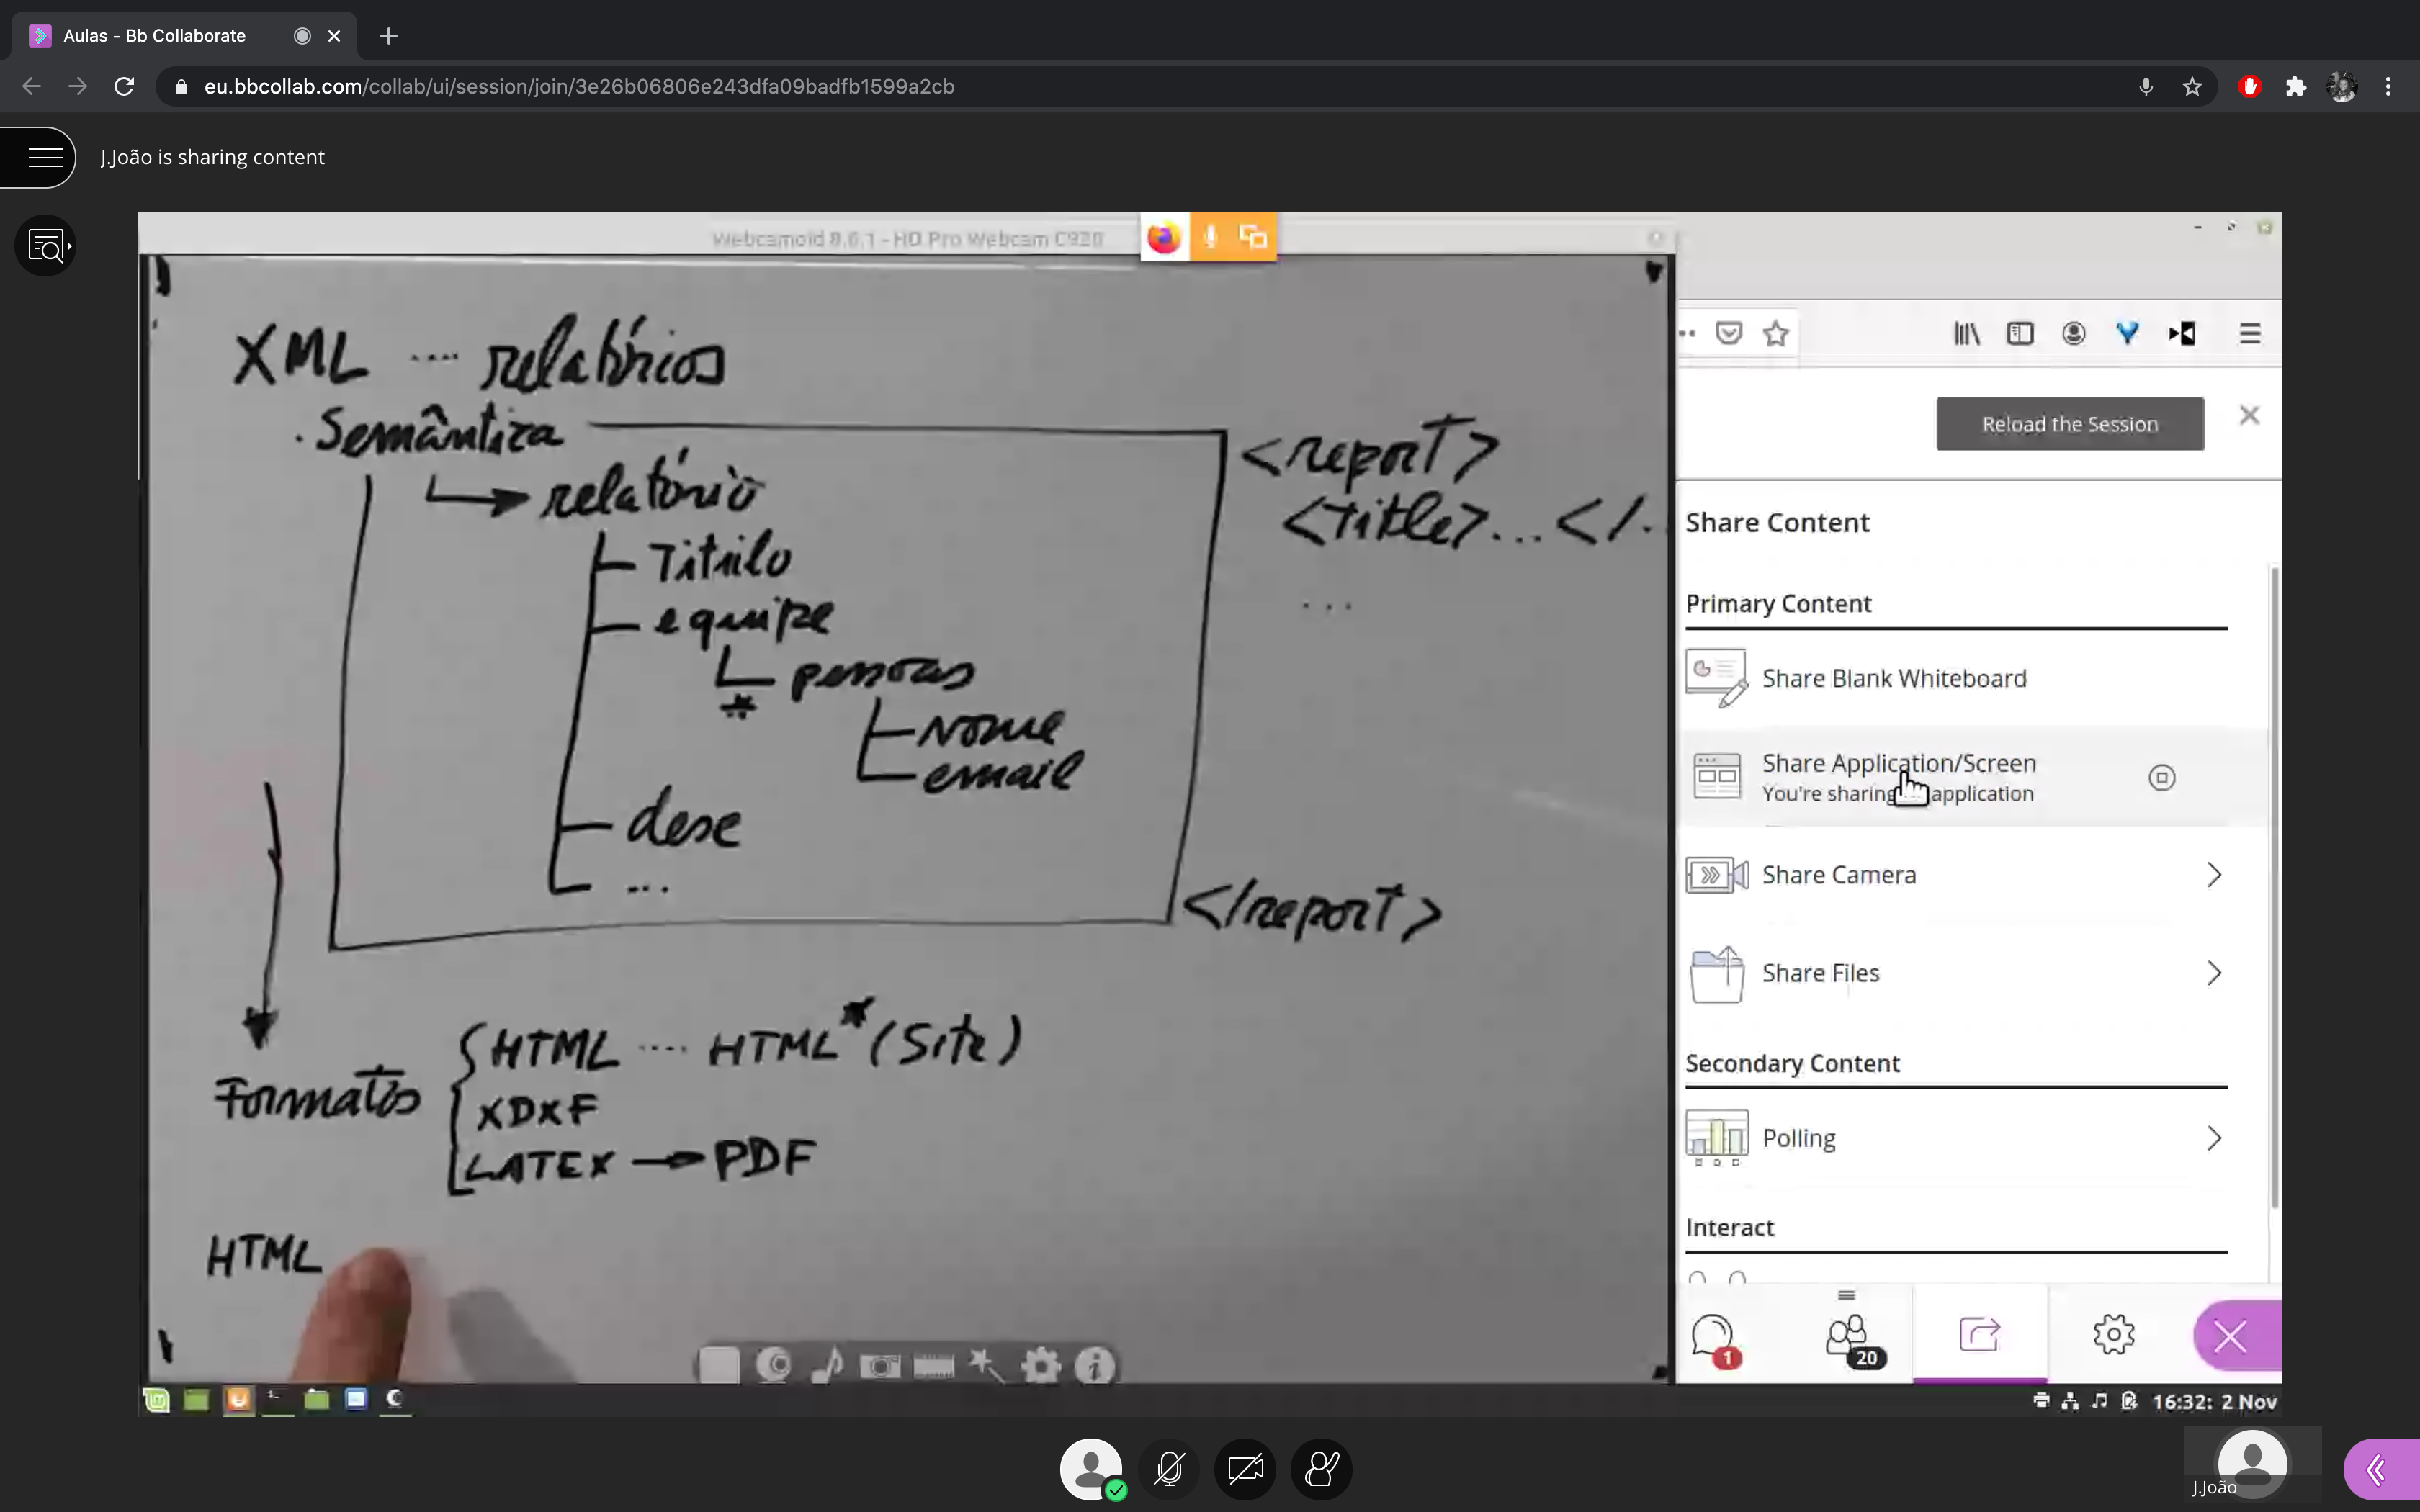 Aulas - Bb Collaborate
eu.bbcollab.com/collab/ui/session/join/3e26b06806e243dfa09badfb1599a2cb
J.João is sharing content
Webcamoid 8.6.1 - HD Pro Webcam C920
XML .... relatórios
. Semântica
relatório
Titulo
equipe
* pessoas
Nome
email
desc
...
<report>
<title>... </.
...
</report>
Formatos
HTML .... HTML* (Site)
XDXF
LATEX → PDF
HTML
Reload the Session
Share Content
Primary Content
Share Blank Whiteboard
Share Application/Screen
You're sharing application
Share Camera
Share Files
Secondary Content
Polling
Interact
1
20
16:32: 2 Nov
J.João